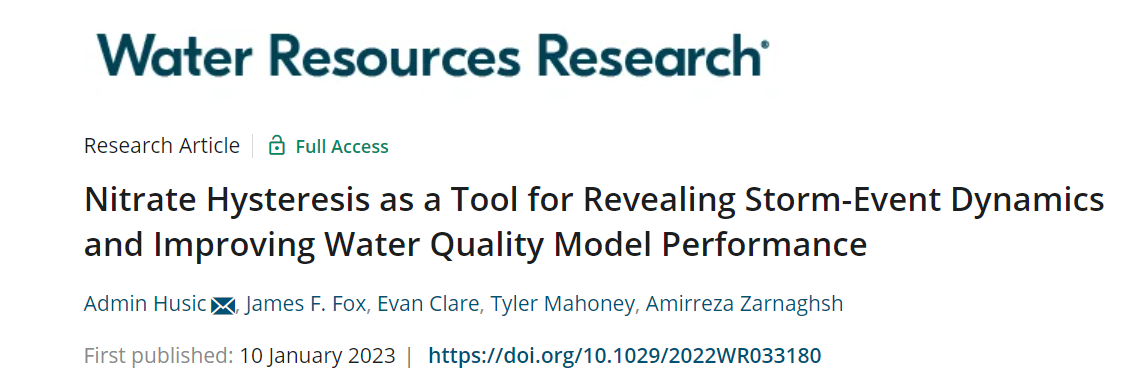 Water Resources Research®
Research Article | Full Access
Nitrate Hysteresis as a Tool for Revealing Storm-Event Dynamics
and Improving Water Quality Model Performance
Admin Husic, James F. Fox, Evan Clare, Tyler Mahoney, Amirreza Zarnaghsh
First published: 10 January 2023 | https://doi.org/10.1029/2022WR033180